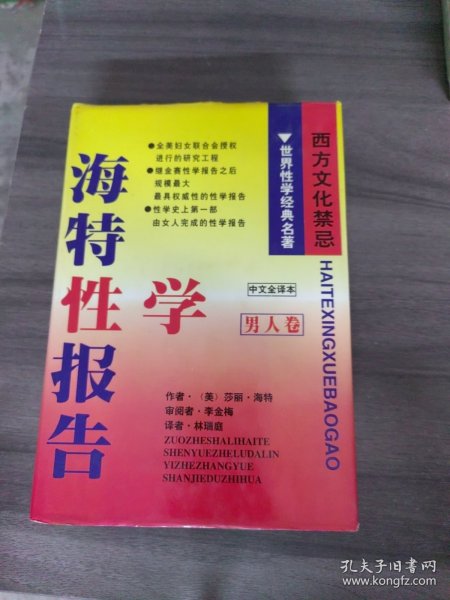 西方文化禁忌
▼世界性学经典名著
●全美妇女联合会授权
进行的研究工程
●继金赛性学报告之后
规模最大
最具权威性的性学报告
●性学史上第一部
由女人完成的性学报告
海特性学报告
中文全译本
男人卷
HAITEXINGXUEBAOGAO
作者·〈美〉莎丽·海特
审阅者·李金梅
译者·林瑞庭
ZUOZHESHALIHAITE
SHENYUEZHELUDALIN
YIZHEZHANGYUE
SHANJIEDUZHIHUA
孔夫子旧书网
www.kongfz.com